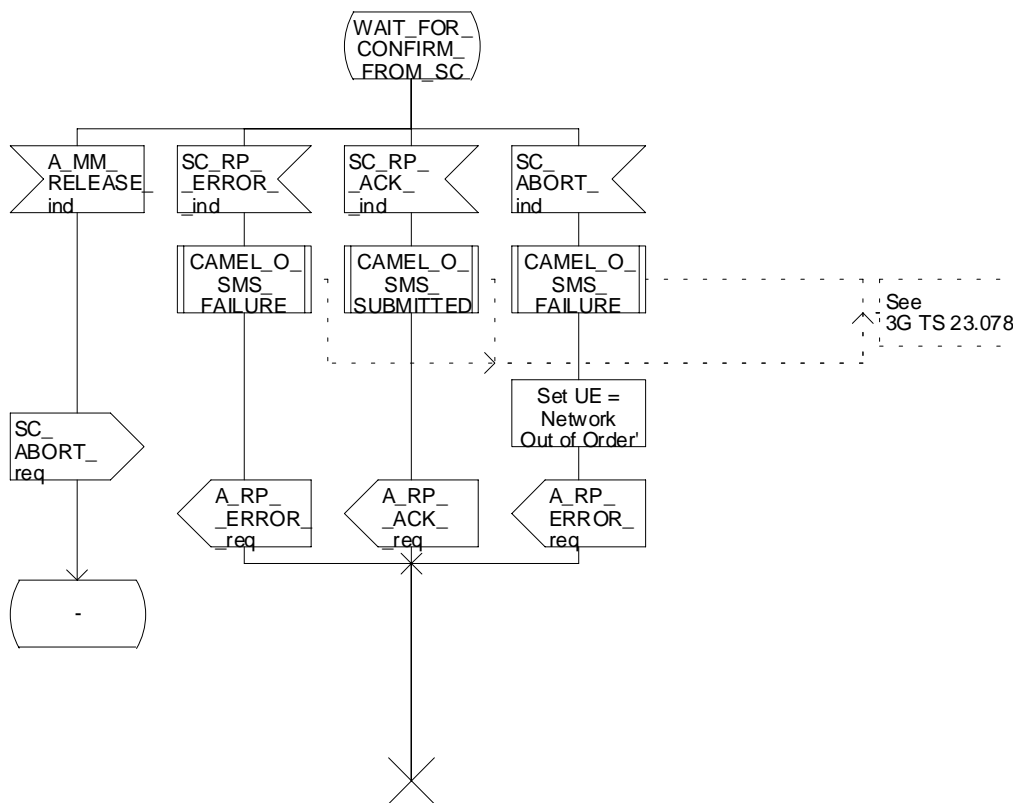 WAIT_FOR_
CONFIRM_
FROM_SC
A_MM_
RELEASE_
ind
SC_RP_
_ERROR_
_ind
SC_RP_
_ACK_
_ind
SC_
ABORT_
ind
CAMEL_O_
SMS_
FAILURE
CAMEL_O_
SMS_
SUBMITTED
CAMEL_O_
SMS_
FAILURE
See
3G TS 23.078
Set UE =
Network
Out of Order'
SC_
ABORT_
req
A_RP_
_ERROR_
_req
A_RP_
_ACK_
_req
A_RP_
ERROR_
req
-